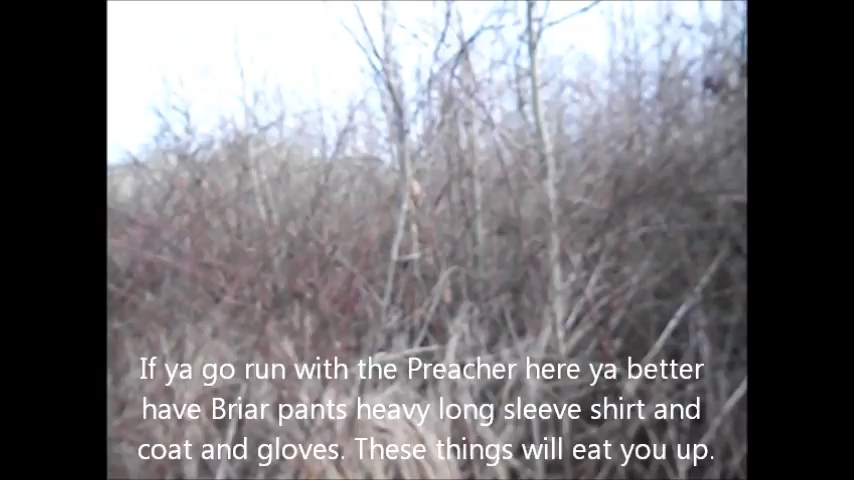 If ya go run with the Preacher here ya better
have Briar pants heavy long sleeve shirt and
coat and gloves. These things will eat you up.